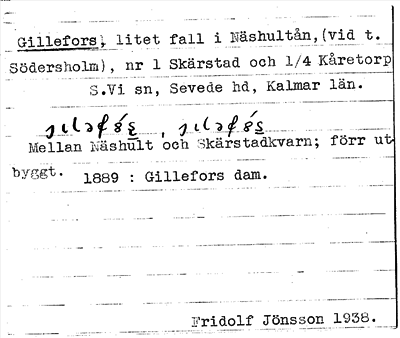 Gillefors; litet fall i Näshultån,(vid t.
Södersholm), nr 1 Skärstad och 1/4 Kåretorp
S.Vi sn, Sevede hd, Kalmar län.
Mellan Näshult och Skärstadkvarn; förr ut-
byggt. 1889 : Gillefors dam.
Fridolf Jönsson 1938.